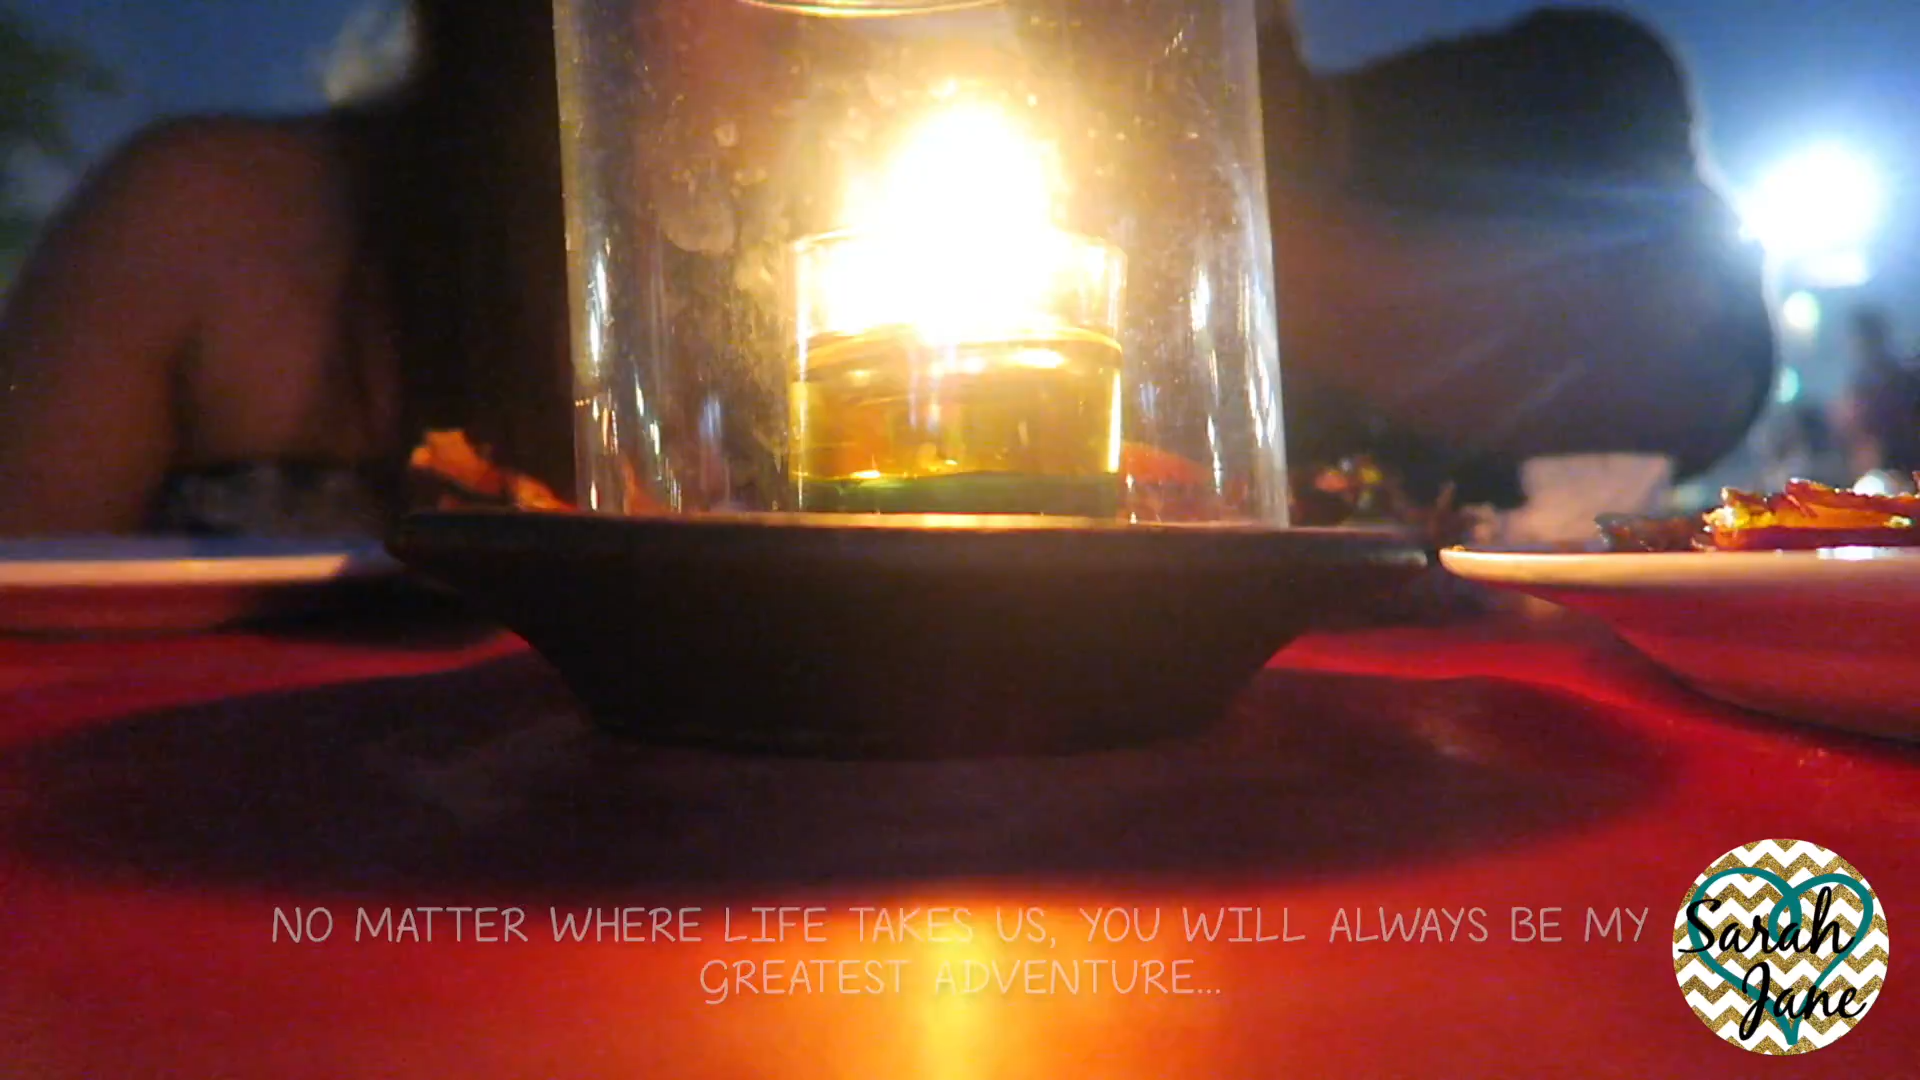 NO MATTER WHERE LIFE TAKES US, YOU WILL ALWAYS BE MY
GREATEST ADVENTURE...
Sarah
Jane